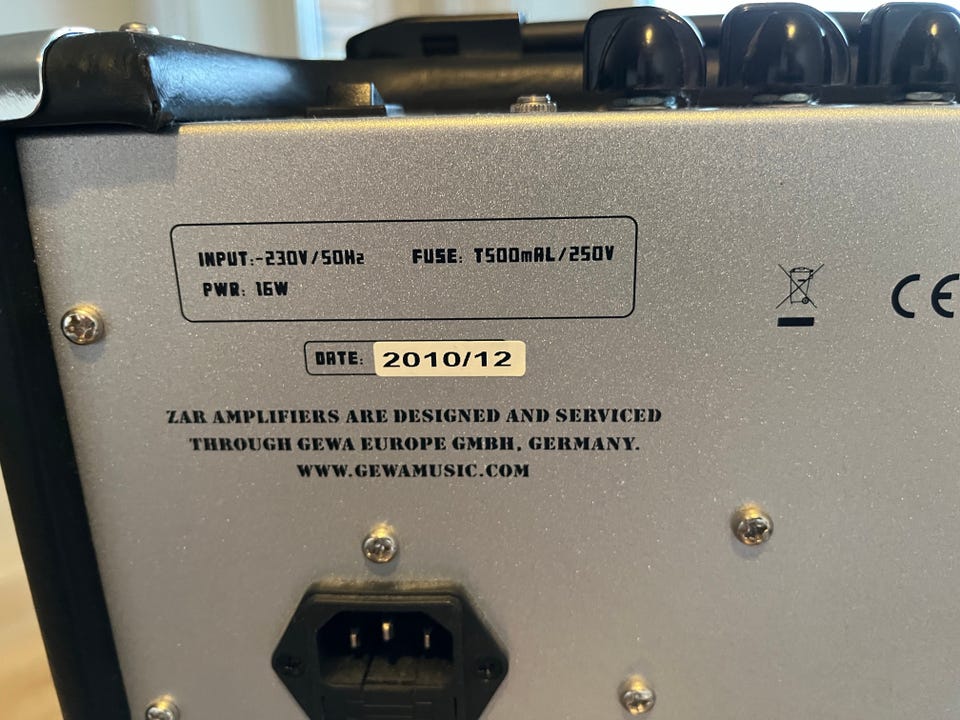 INPUT:~230V/50Hz FUSE: T500mAL/250V
PWR: 16W
DATE: 2010/12
ZAR AMPLIFIERS ARE DESIGNED AND SERVICED
THROUGH GEWA EUROPE GMBH, GERMANY.
WWW.GEWAMUSIC.COM
CE